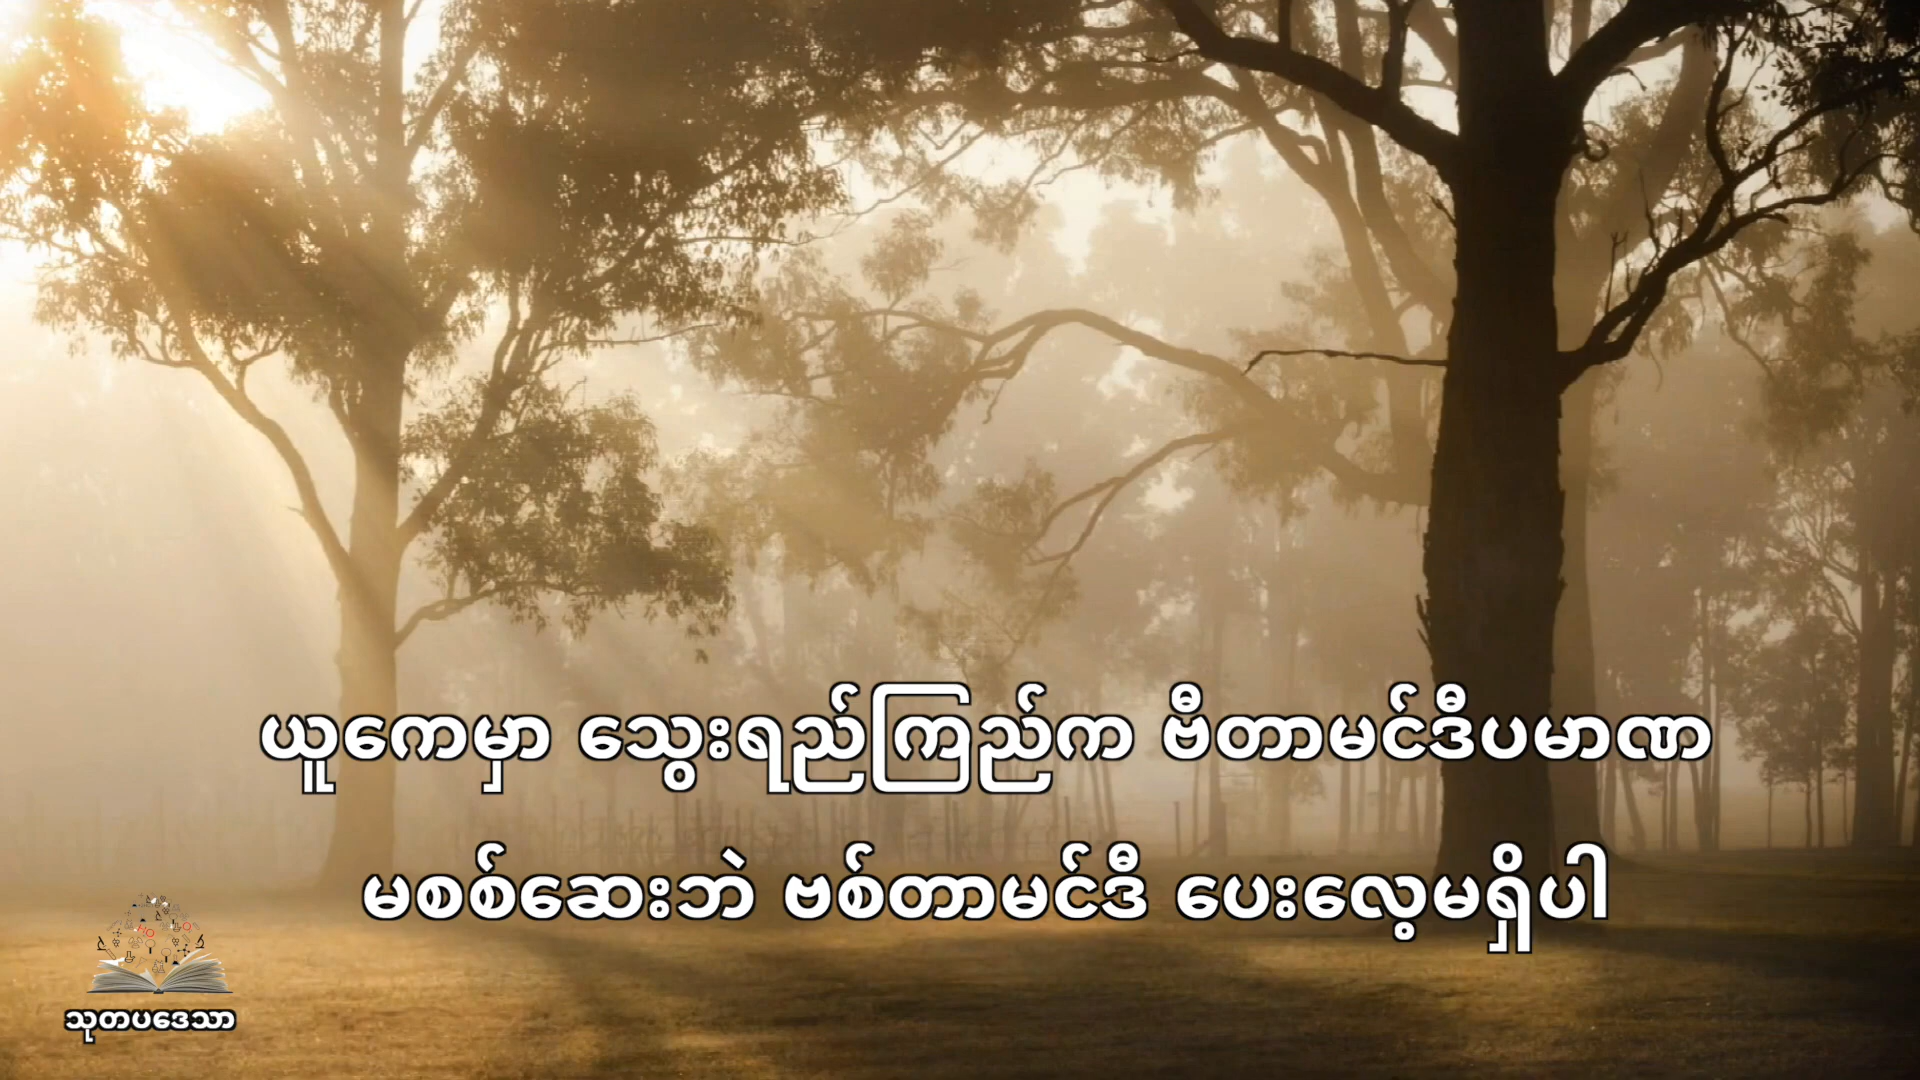 ယူကေမှာ သွေးရည်ကြည်က ဗီတာမင်ဒီပမာဏ
မစစ်ဆေးဘဲ ဗစ်တာမင်ဒီ ပေးလေ့မရှိပါ
သုတပဒေသာ